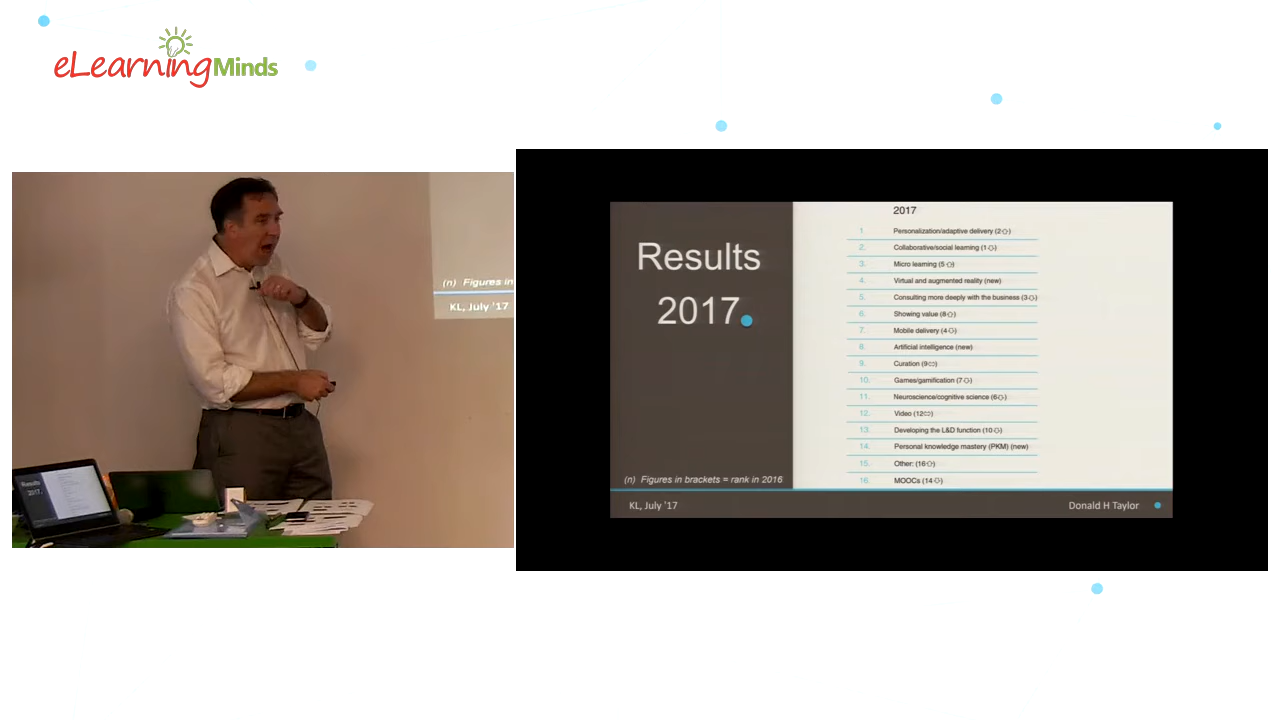 eLearningMinds
(n) Figures in
KL, July '17
Results
2017.
Results
2017.
2017
1. Personalization/adaptive delivery (2⇧)
2. Collaborative/social learning (1⇩)
3. Micro learning (5⇧)
4. Virtual and augmented reality (new)
5. Consulting more deeply with the business (3⇩)
6. Showing value (8⇧)
7. Mobile delivery (4⇩)
8. Artificial intelligence (new)
9. Curation (9⇔)
10. Games/gamification (7⇩)
11. Neuroscience/cognitive science (6⇩)
12. Video (12⇔)
13. Developing the L&D function (10⇩)
14. Personal knowledge mastery (PKM) (new)
15. Other: (16⇧)
16. MOOCs (14⇩)
(n) Figures in brackets = rank in 2016
KL, July '17
Donald H Taylor